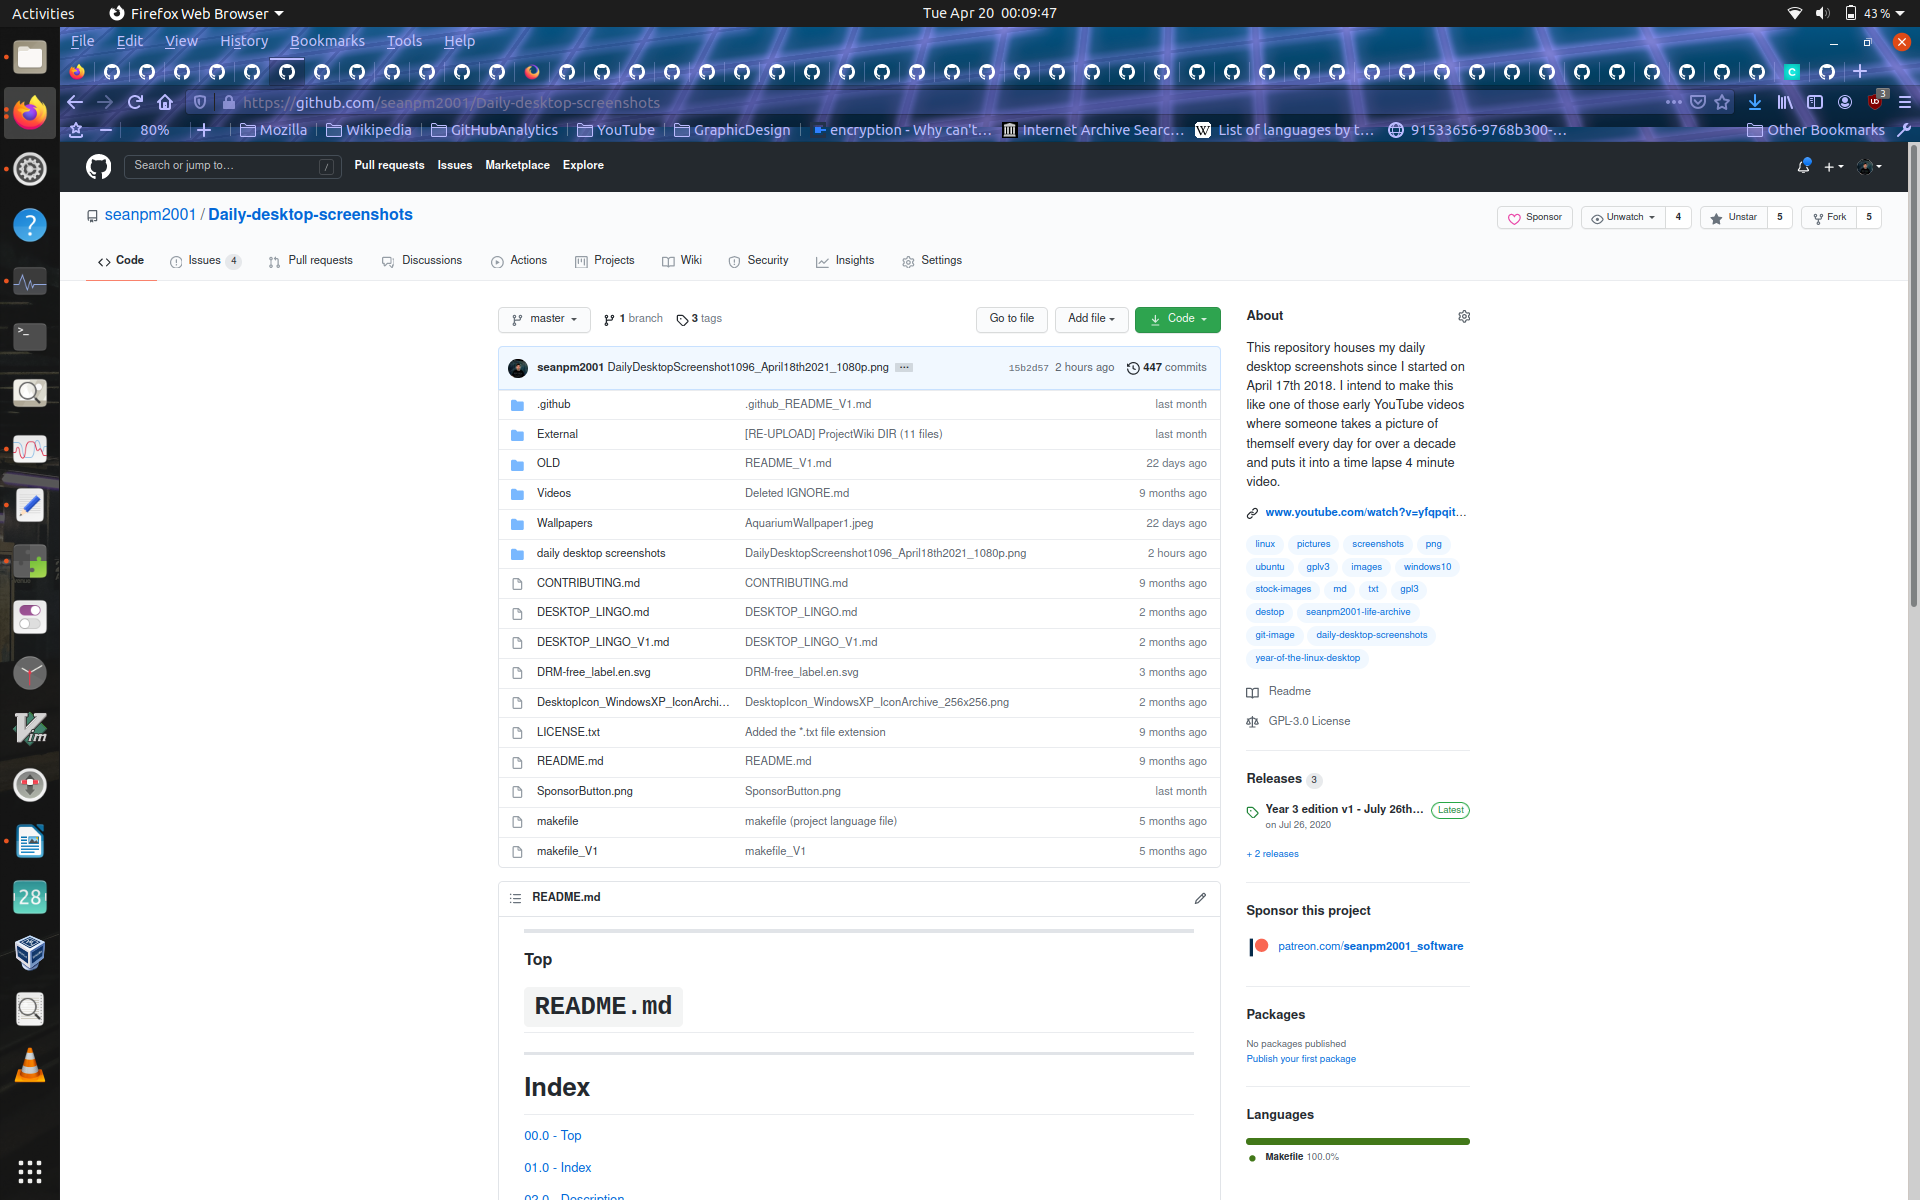 Activities
Firefox Web Browser
Tue Apr 20 00:09:47
43 %
File Edit View History Bookmarks Tools Help
https://github.com/seanpm2001/Daily-desktop-screenshots
3
80%
Mozilla
Wikipedia
GitHubAnalytics
YouTube
GraphicDesign
encryption - Why can't…
Internet Archive Searc…
List of languages by t…
91533656-9768b300-…
Other Bookmarks
Search or jump to…
/
Pull requests Issues Marketplace Explore
seanpm2001 / Daily-desktop-screenshots
Sponsor
Unwatch 4
Unstar 5
Fork 5
Code
Issues 4
Pull requests
Discussions
Actions
Projects
Wiki
Security
Insights
Settings
master
1 branch
3 tags
Go to file
Add file
Code
seanpm2001 DailyDesktopScreenshot1096_April18th2021_1080p.png ...
15b2d57 2 hours ago
447 commits
.github .github_README_V1.md last month
External [RE-UPLOAD] ProjectWiki DIR (11 files) last month
OLD README_V1.md 22 days ago
Videos Deleted IGNORE.md 9 months ago
Wallpapers AquariumWallpaper1.jpeg 22 days ago
daily desktop screenshots DailyDesktopScreenshot1096_April18th2021_1080p.png 2 hours ago
CONTRIBUTING.md CONTRIBUTING.md 9 months ago
DESKTOP_LINGO.md DESKTOP_LINGO.md 2 months ago
DESKTOP_LINGO_V1.md DESKTOP_LINGO_V1.md 2 months ago
DRM-free_label.en.svg DRM-free_label.en.svg 3 months ago
DesktopIcon_WindowsXP_IconArchi… DesktopIcon_WindowsXP_IconArchive_256x256.png 2 months ago
LICENSE.txt Added the *.txt file extension 9 months ago
README.md README.md 9 months ago
SponsorButton.png SponsorButton.png last month
makefile makefile (project language file) 5 months ago
makefile_V1 makefile_V1 5 months ago
README.md
Top
README.md
Index
00.0 - Top
01.0 - Index
02.0 - Description
About
This repository houses my daily
desktop screenshots since I started on
April 17th 2018. I intend to make this
like one of those early YouTube videos
where someone takes a picture of
themself every day for over a decade
and puts it into a time lapse 4 minute
video.
www.youtube.com/watch?v=yfqpqit…
linux pictures screenshots png
ubuntu gplv3 images windows10
stock-images md txt gpl3
destop seanpm2001-life-archive
git-image daily-desktop-screenshots
year-of-the-linux-desktop
Readme
GPL-3.0 License
Releases 3
Year 3 edition v1 - July 26th… Latest
on Jul 26, 2020
+ 2 releases
Sponsor this project
patreon.com/seanpm2001_software
Packages
No packages published
Publish your first package
Languages
Makefile 100.0%
28